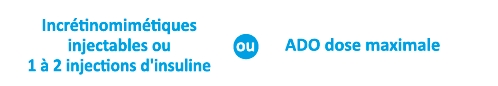 Incrétinomimétiques
injectables ou
1 à 2 injections d'insuline
ou
ADO dose maximale